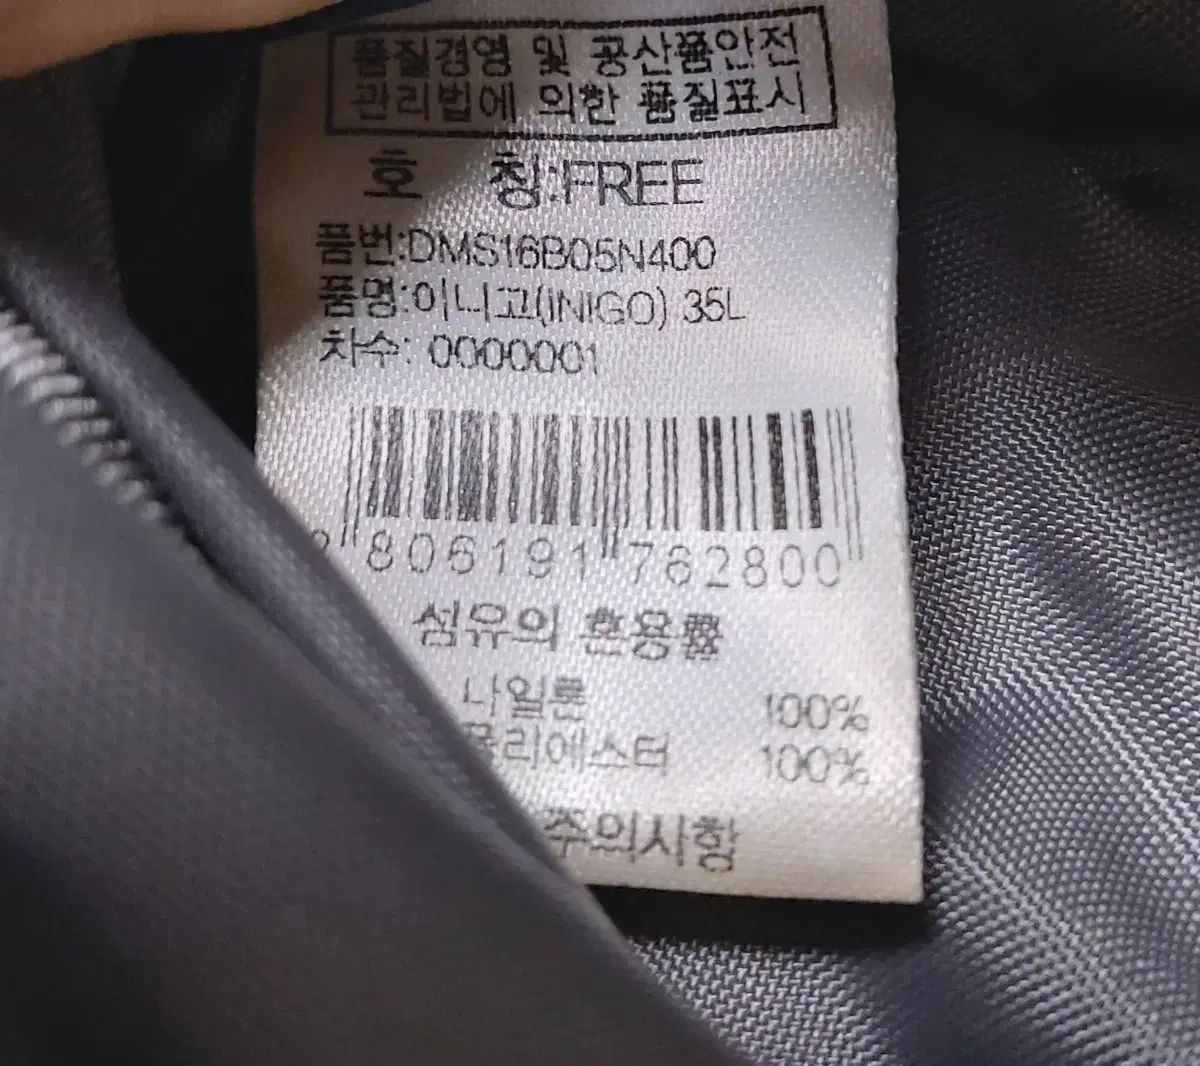 품질경영 및 공산품안전
관리법에 의한 품질표시
호 칭:FREE
품번:DMS16B05N400
품명:이니고(INIGO) 35L
차수: 0000001
806191 762800
섬유의 혼용률
나일론 100%
폴리에스터 100%
주의사항